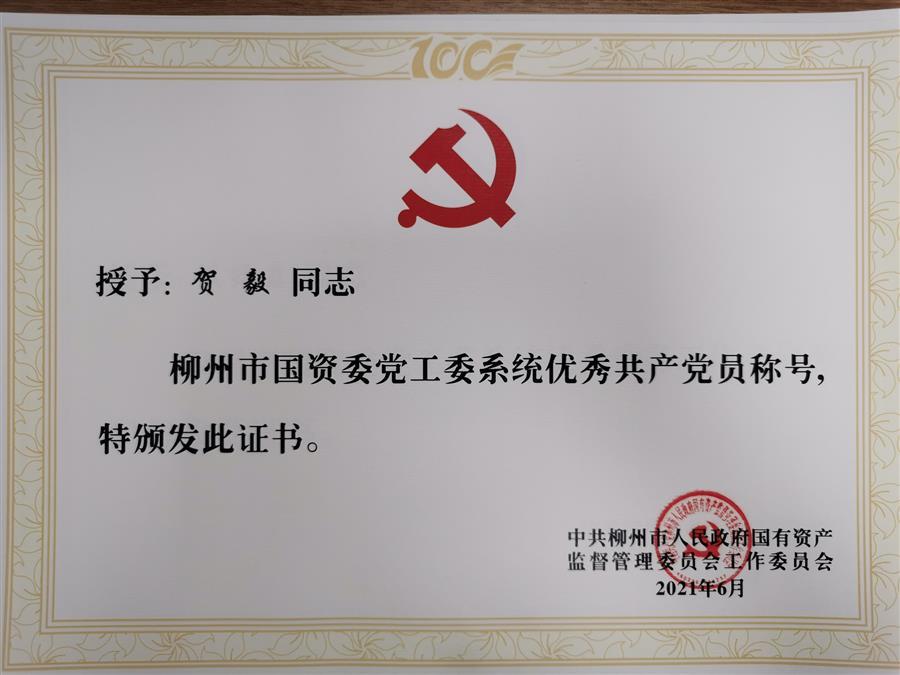 100
授予：贺 毅 同志
柳州市国资委党工委系统优秀共产党员称号，
特颁发此证书。
中共柳州市人民政府国有资产
监督管理委员会工作委员会
2021年6月